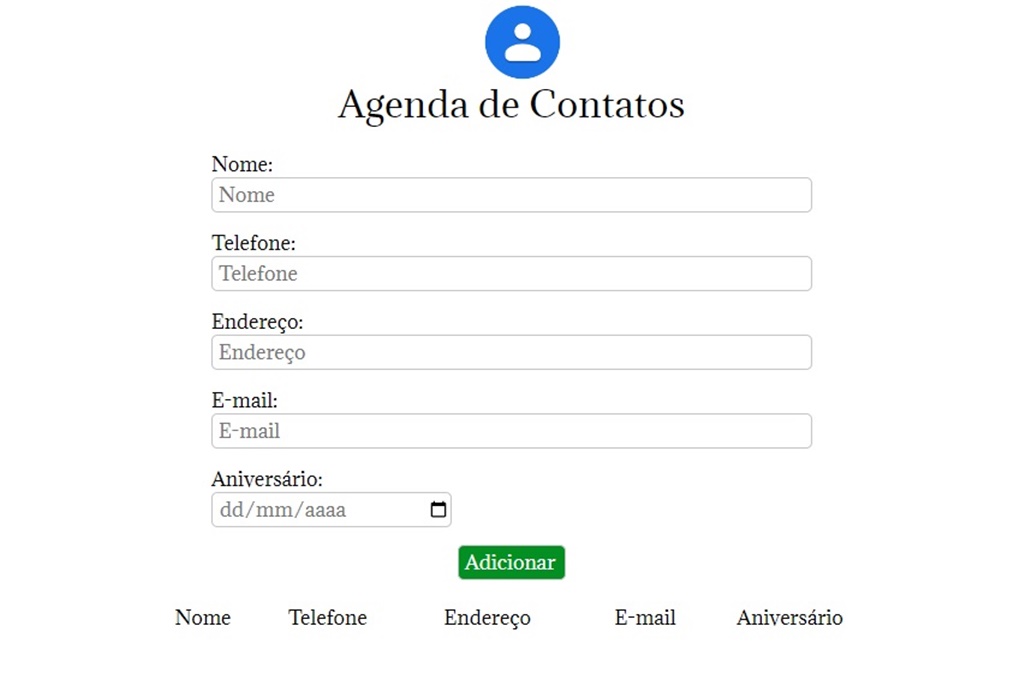 Agenda de Contatos
Nome:
Nome
Telefone:
Telefone
Endereço:
Endereço
E-mail:
E-mail
Aniversário:
dd/mm/aaaa
Adicionar
Nome Telefone Endereço E-mail Aniversário